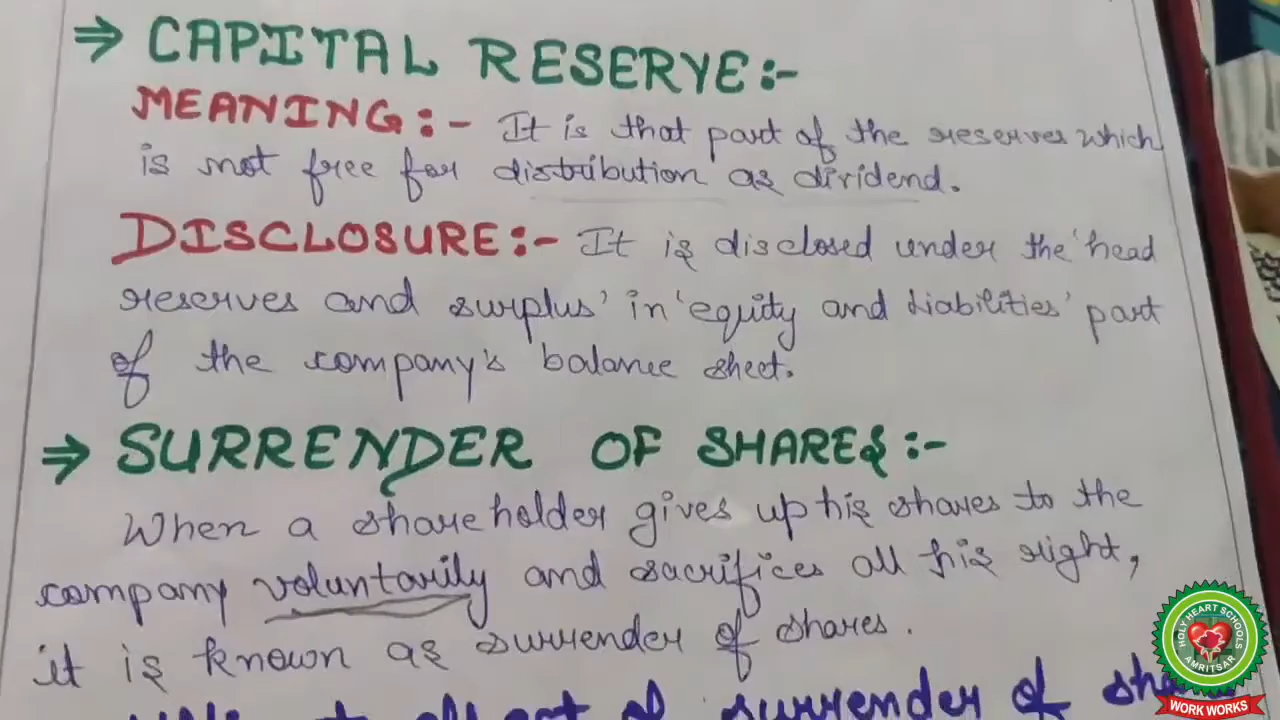 ⇒ CAPITAL RESERVE:-
MEANING:- It is that part of the reserves which
is not free for distribution as dividend.
DISCLOSURE:- It is disclosed under the 'head
reserves and surplus' in 'equity and Liabilities' part
of the company's balance sheet.
⇒ SURRENDER OF SHARES:-
When a shareholder gives up his shares to the
company voluntarily and sacrifices all his right,
it is known as surrender of shares.
of surrender of
HOLY HEART SCHOOLS
AMRITSAR
WORK WORKS